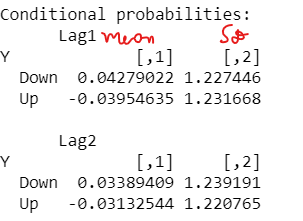 Conditional probabilities:
Lag1 Mean Sd
Y [,1] [,2]
Down 0.04279022 1.227446
Up -0.03954635 1.231668
Lag2
Y [,1] [,2]
Down 0.03389409 1.239191
Up -0.03132544 1.220765